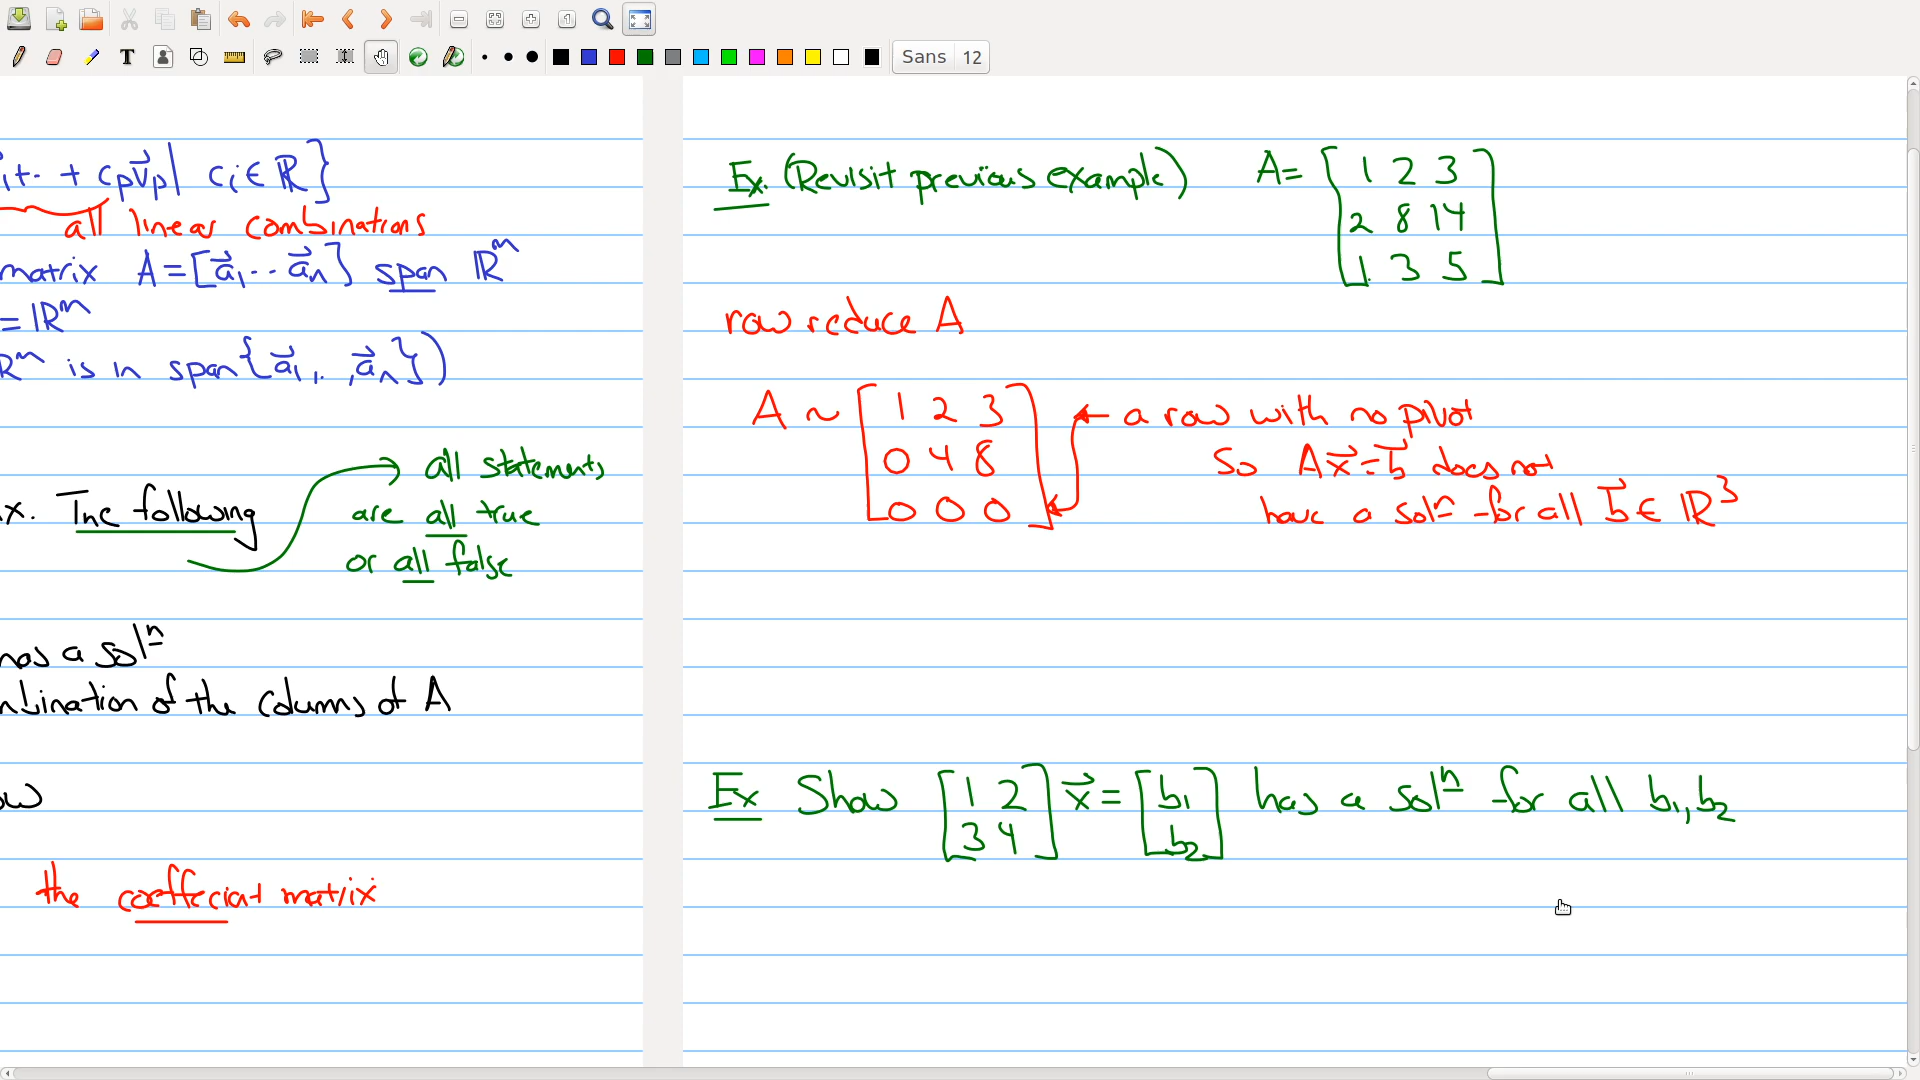 Sans 12
it·· + cₚv⃗ₚ | cᵢ ∈ ℝ }
all linear combinations
matrix A = [a⃗₁ ·· a⃗ₙ] span ℝᵐ
= ℝᵐ
ℝᵐ is in span{a⃗₁, ·· , a⃗ₙ})
all statements
x. The following
are all true
or all false
has a solⁿ
mbination of the columns of A
ow
the coefficiant matrix
Ex. (Revisit previous example) A = [ 1 2 3
2 8 14
1 3 5 ]
row reduce A
A ~ [ 1 2 3 ← a row with no pivot
0 4 8 So Ax⃗ = b⃗ does not
0 0 0 ] have a solⁿ for all b⃗ ∈ ℝ³
Ex Show [ 1 2 ] x⃗ = [ b₁ ] has a solⁿ for all b₁, b₂
3 4 b₂